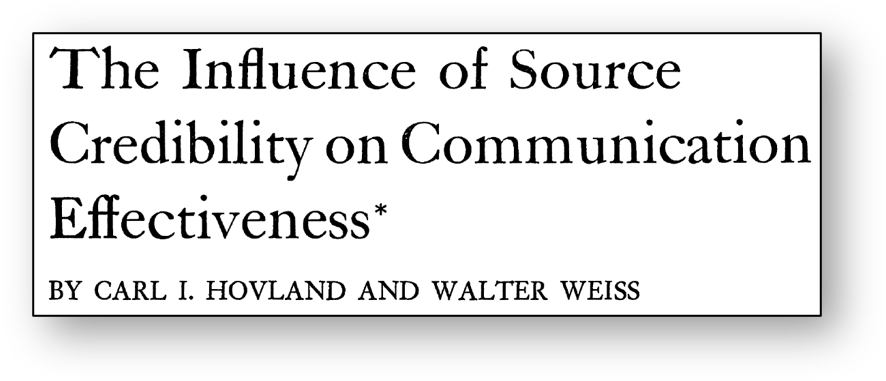 The Influence of Source
Credibility on Communication
Effectiveness*
BY CARL I. HOVLAND AND WALTER WEISS